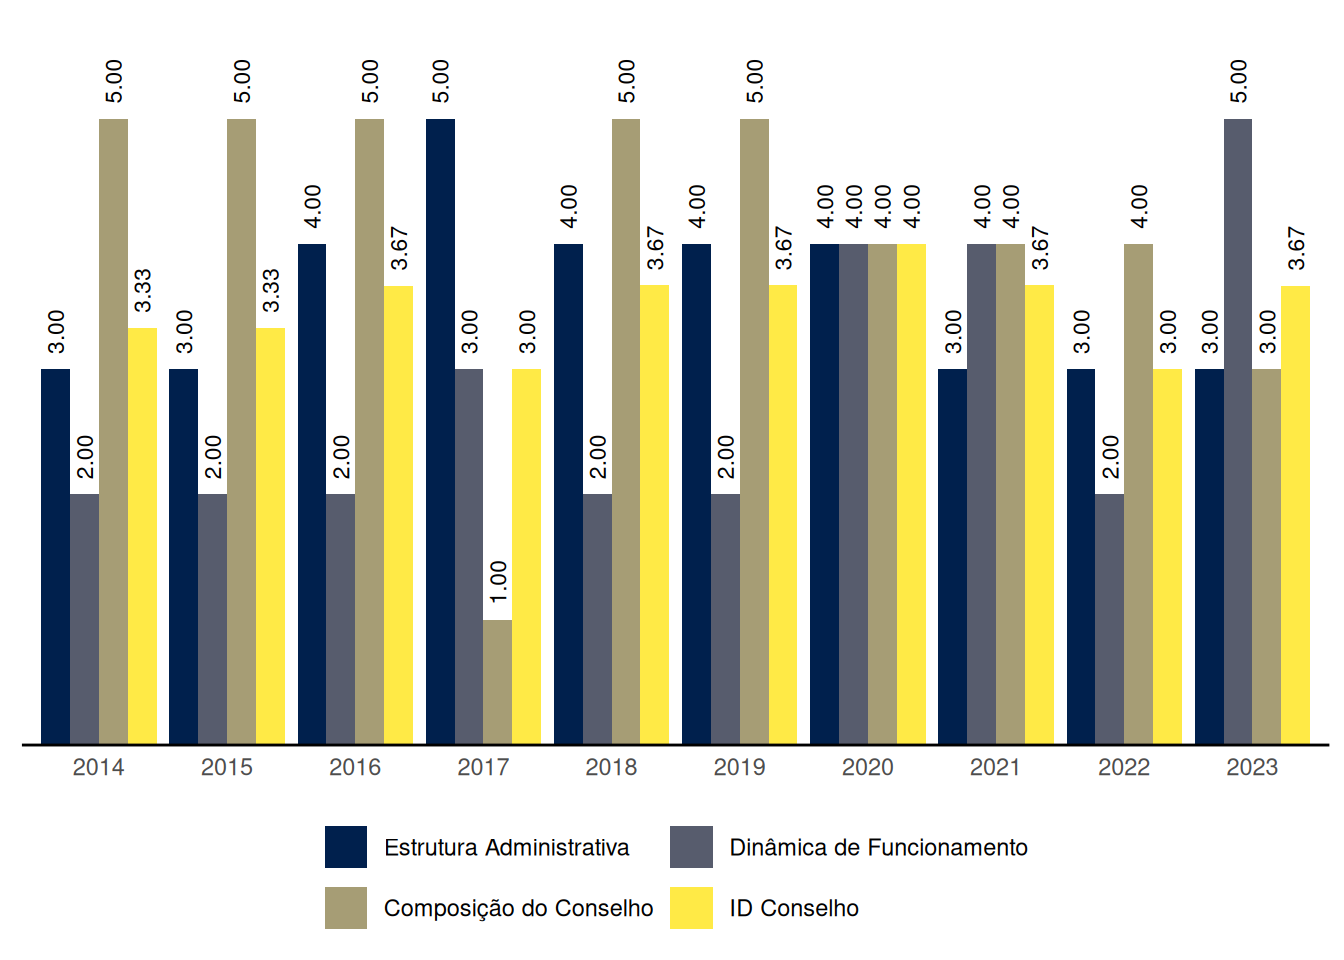 5.00 5.00 5.00 5.00 5.00 5.00 5.00
4.00 4.00 4.00 4.00 4.00 4.00 4.00 4.00 4.00 4.00
3.67 3.67 3.67 3.67 3.67
3.33 3.33
3.00 3.00 3.00 3.00 3.00 3.00 3.00 3.00 3.00
2.00 2.00 2.00 2.00 2.00 2.00
1.00
2014 2015 2016 2017 2018 2019 2020 2021 2022 2023
Estrutura Administrativa Dinâmica de Funcionamento
Composição do Conselho ID Conselho